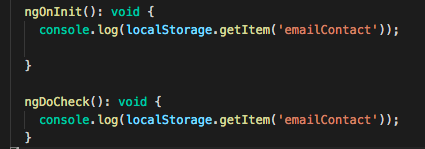 ngOnInit(): void {
console.log(localStorage.getItem('emailContact'));
}
ngDoCheck(): void {
console.log(localStorage.getItem('emailContact'));
}